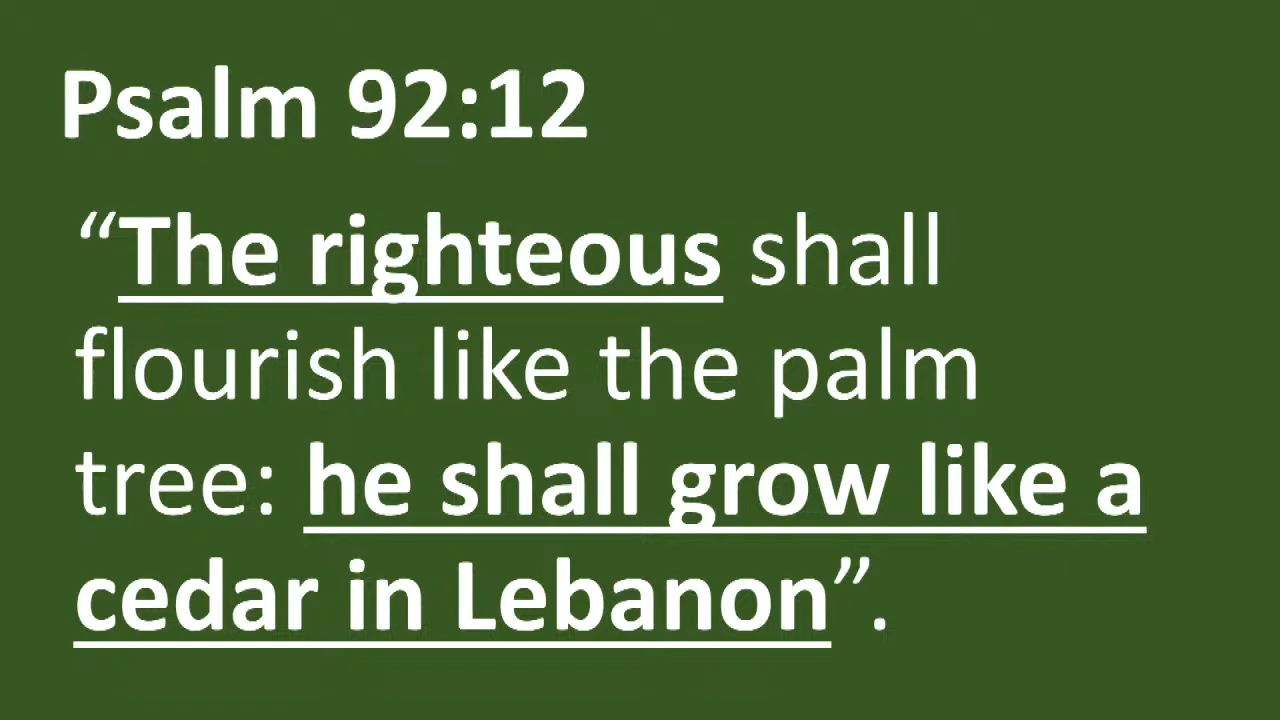 Psalm 92:12
“The righteous shall
flourish like the palm
tree: he shall grow like a
cedar in Lebanon”.